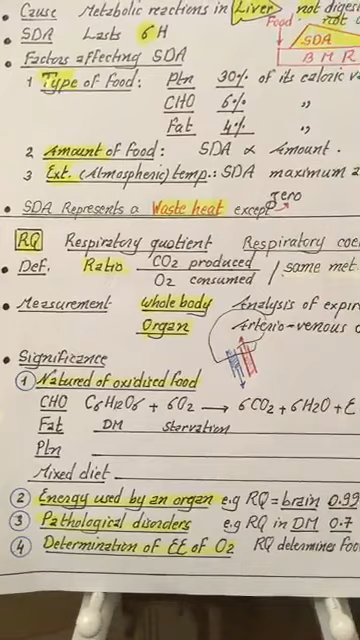 • Cause Metabolic reactions in Liver not diges
• SDA Lasts 6 H
Food
SDA
B M R
• Factors affecting SDA
1 Type of Food: Ptn 30% of its caloric
CHO 6% „
Fat 4% „
2 Amount of Food: SDA ∝ Amount.
3 Ext. (Atmospheric) temp.: SDA maximum
• SDA Represents a Waste heat except zero
RQ Respiratory quotient Respiratory
• Def. Ratio CO2 produced / same met
O2 consumed
• Measurement whole body Analysis of expir
Organ Arterio-venous
• Significance
① Natured of oxidised food
CHO C6H12O6 + 6O2 → 6CO2 + 6H2O + E
Fat DM starvation
Ptn
Mixed diet
② Energy used by an organ e.g RQ = brain 0.99
③ Pathological disorders e.g RQ in DM 0.7
④ Determination of EE of O2 RQ determines